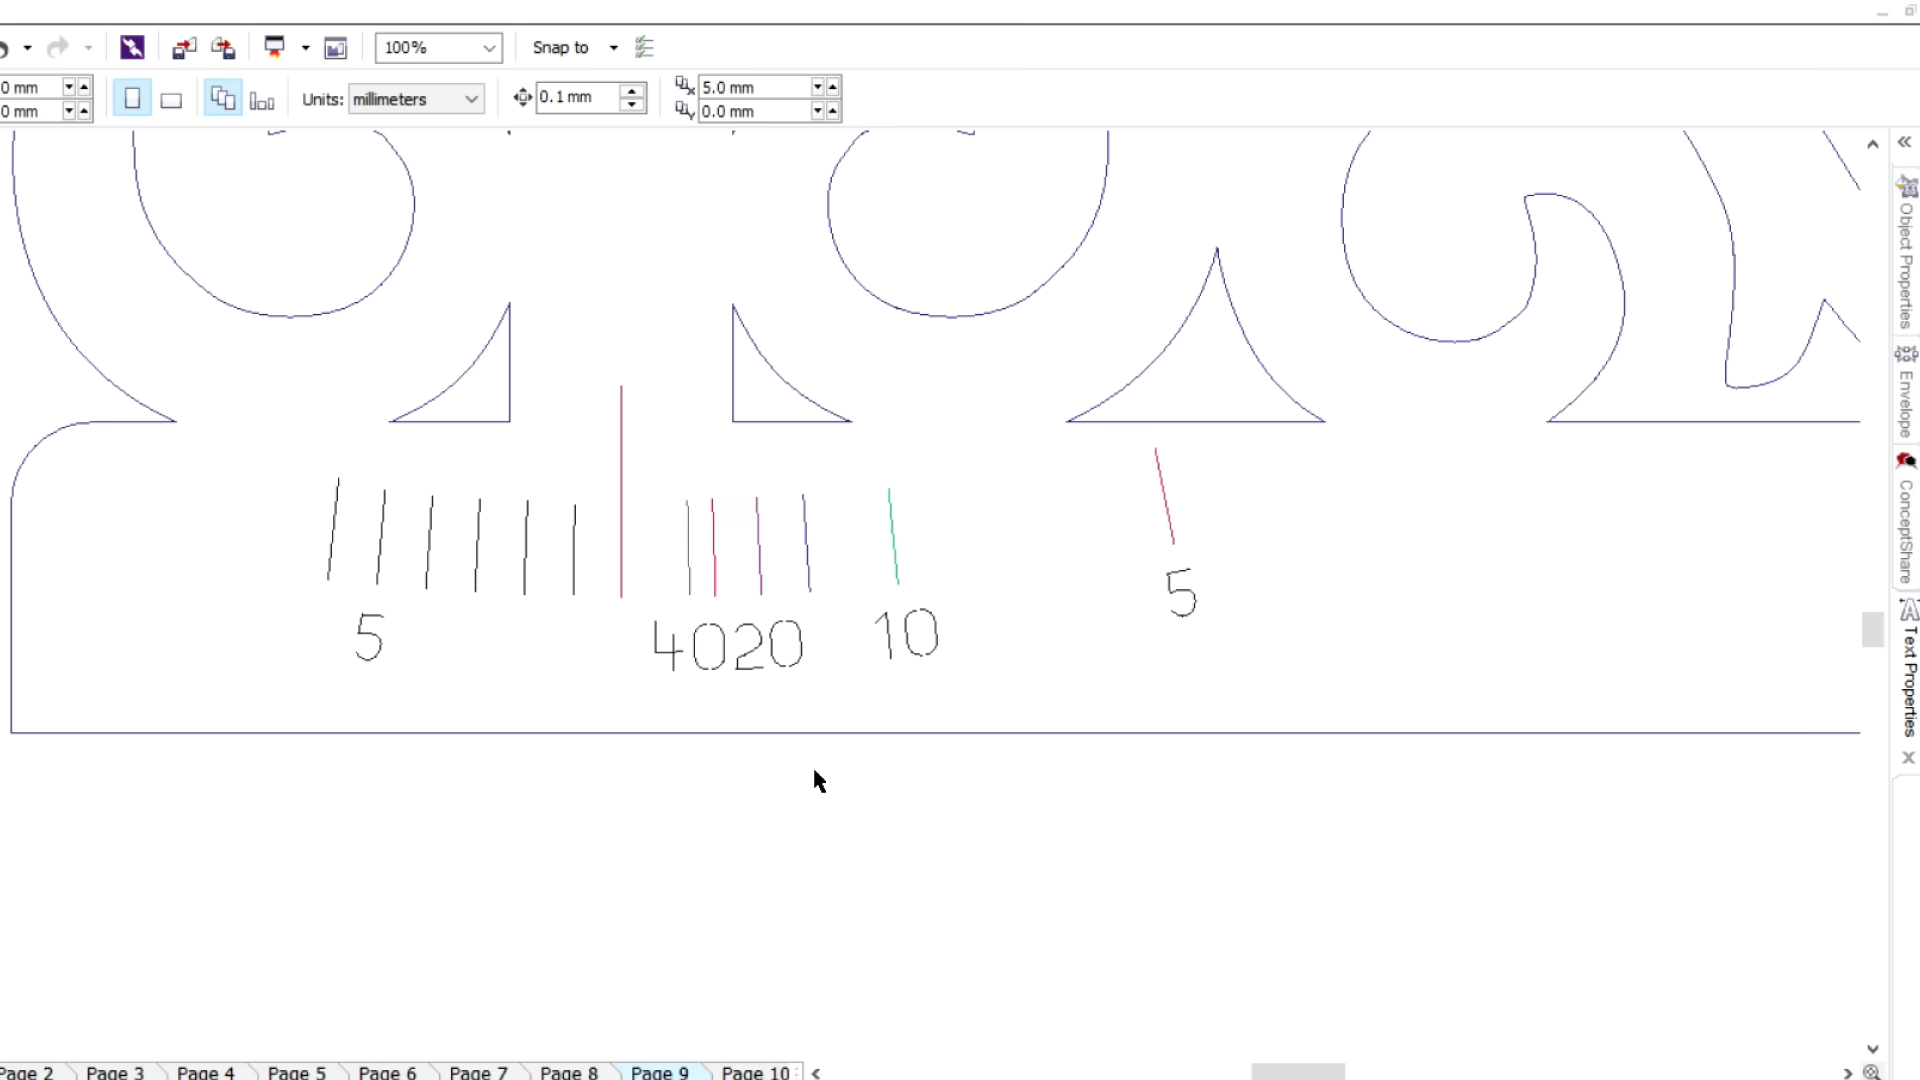 100%
Snap to
0 mm
0 mm
Units: millimeters
0.1 mm
5.0 mm
0.0 mm
Object Properties
Envelope
ConceptShare
Text Properties
5
5
4020
10
Page 2
Page 3
Page 4
Page 5
Page 6
Page 7
Page 8
Page 9
Page 10